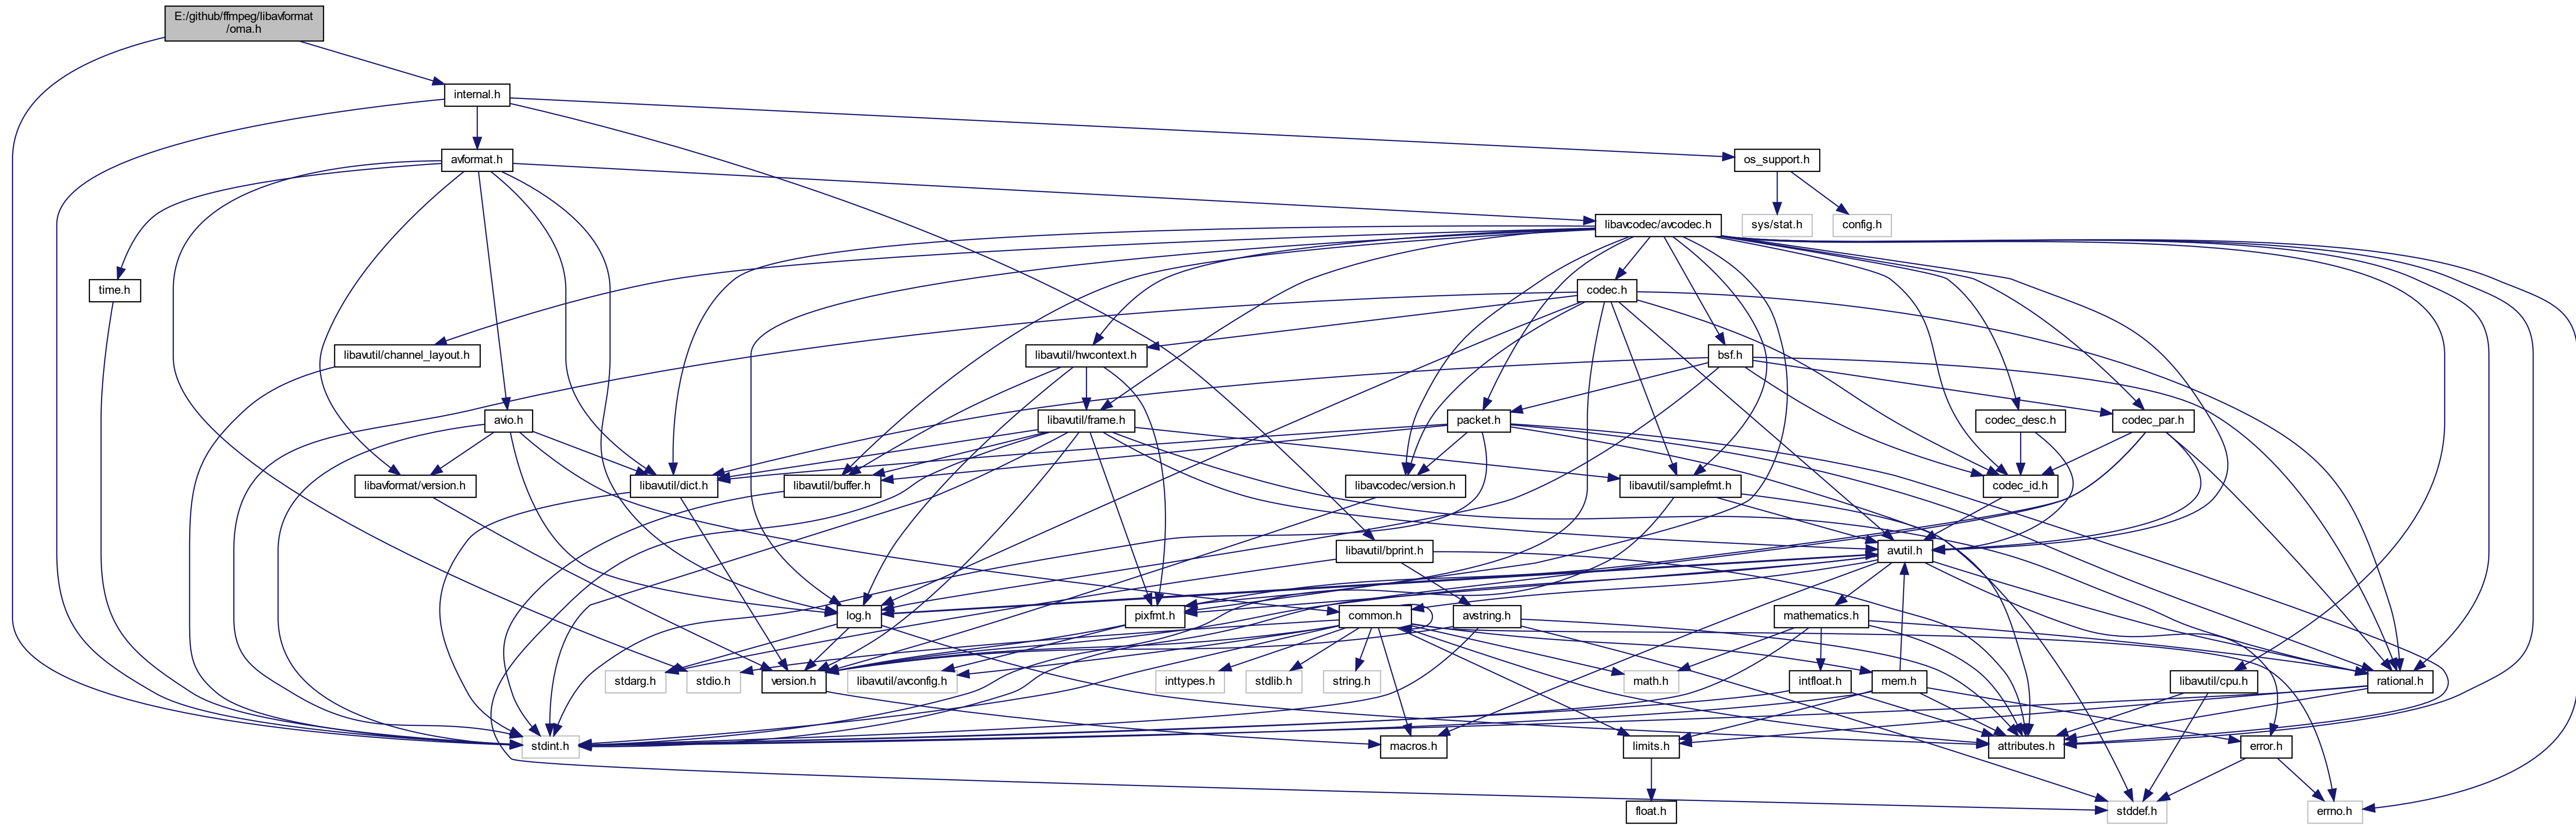 E:/github/ffmpeg/libavformat
/oma.h
internal.h
avformat.h
os_support.h
libavcodec/avcodec.h
sys/stat.h
config.h
time.h
codec.h
libavutil/channel_layout.h
libavutil/hwcontext.h
bsf.h
avio.h
libavutil/frame.h
packet.h
codec_desc.h
codec_par.h
libavformat/version.h
libavutil/dict.h
libavutil/buffer.h
libavcodec/version.h
libavutil/samplefmt.h
codec_id.h
libavutil/bprint.h
avutil.h
log.h
pixfmt.h
common.h
avstring.h
mathematics.h
stdarg.h
stdio.h
version.h
libavutil/avconfig.h
inttypes.h
stdlib.h
string.h
math.h
intfloat.h
mem.h
libavutil/cpu.h
rational.h
stdint.h
macros.h
limits.h
attributes.h
error.h
float.h
stddef.h
errno.h